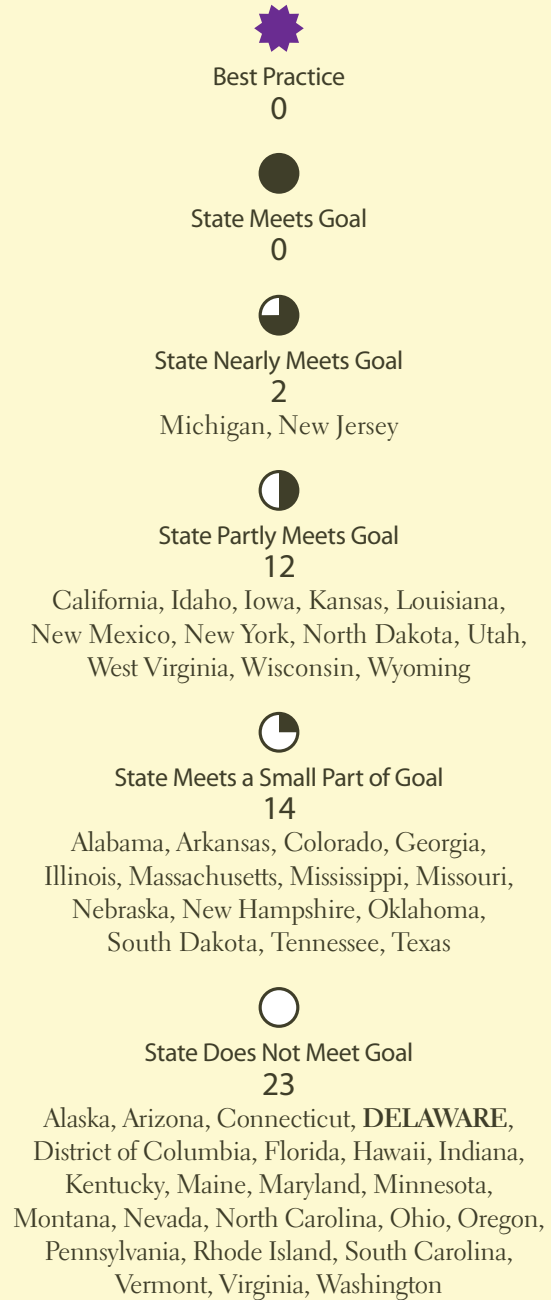 Best Practice
0
State Meets Goal
0
State Nearly Meets Goal
2
Michigan, New Jersey
State Partly Meets Goal
12
California, Idaho, Iowa, Kansas, Louisiana,
New Mexico, New York, North Dakota, Utah,
West Virginia, Wisconsin, Wyoming
State Meets a Small Part of Goal
14
Alabama, Arkansas, Colorado, Georgia,
Illinois, Massachusetts, Mississippi, Missouri,
Nebraska, New Hampshire, Oklahoma,
South Dakota, Tennessee, Texas
State Does Not Meet Goal
23
Alaska, Arizona, Connecticut, DELAWARE,
District of Columbia, Florida, Hawaii, Indiana,
Kentucky, Maine, Maryland, Minnesota,
Montana, Nevada, North Carolina, Ohio, Oregon,
Pennsylvania, Rhode Island, South Carolina,
Vermont, Virginia, Washington